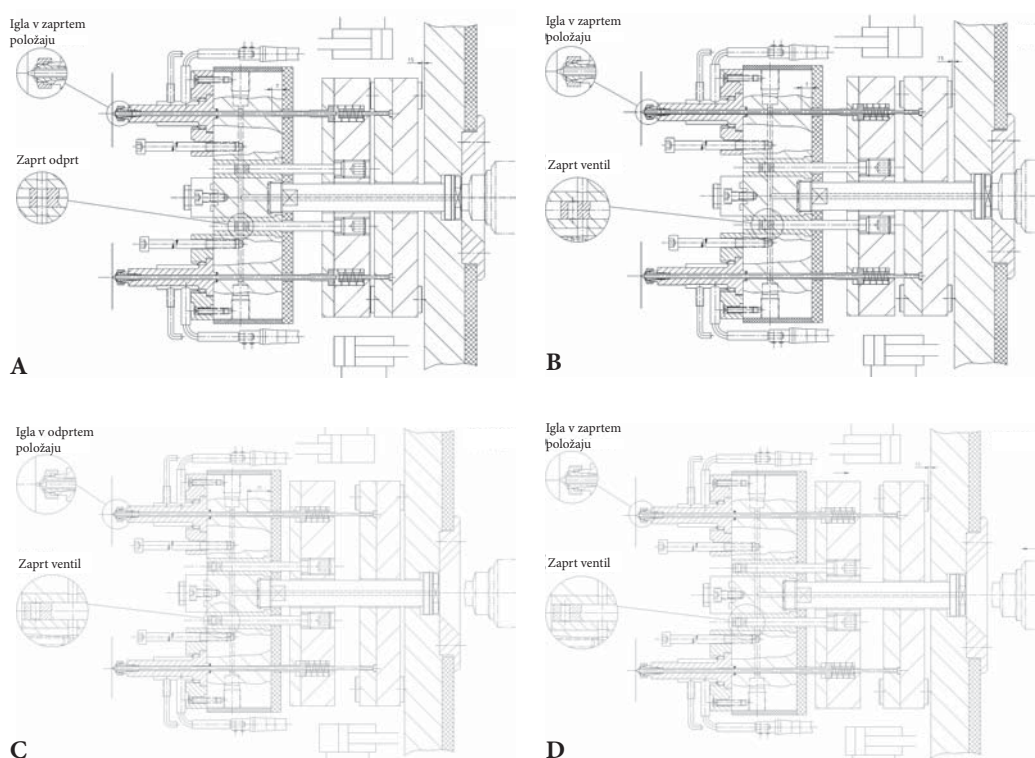 Igla v zaprtem
položaju
Zaprt odprt
A
Igla v zaprtem
položaju
Zaprt ventil
B
Igla v odprtem
položaju
Zaprt ventil
C
Igla v zaprtem
položaju
Zaprt ventil
D